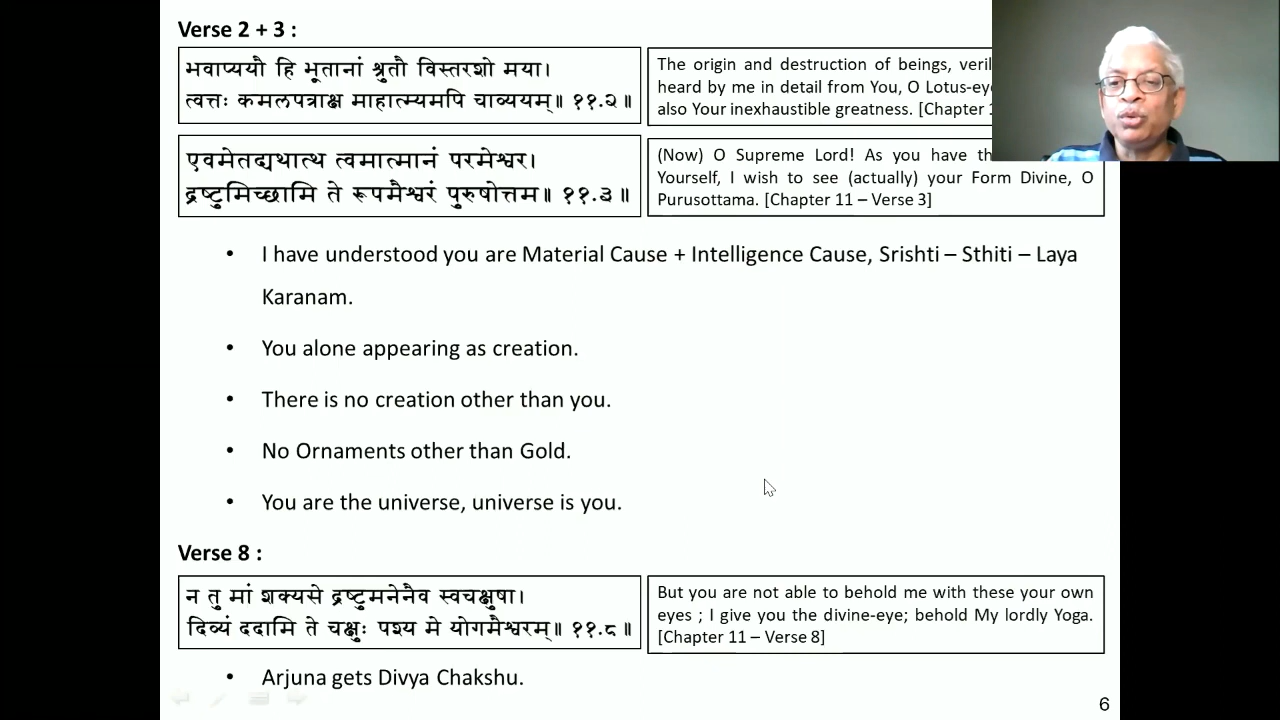 Verse 2 + 3 :
भवाप्ययौ हि भूतानां श्रुतौ विस्तरशो मया।
त्वत्तः कमलपत्राक्ष माहात्म्यमपि चाव्ययम्॥ ११.२॥
The origin and destruction of beings,
heard by me in detail from You, O
also Your inexhaustible greatness. [Chapter
एवमेतद्यथात्थ त्वमात्मानं परमेश्वर।
द्रष्टुमिच्छामि ते रूपमैश्वरं पुरुषोत्तम॥ ११.३॥
(Now) O Supreme Lord! As you have
Yourself, I wish to see (actually) your Form Divine, O
Purusottama. [Chapter 11 – Verse 3]
• I have understood you are Material Cause + Intelligence Cause, Srishti – Sthiti – Laya
Karanam.
• You alone appearing as creation.
• There is no creation other than you.
• No Ornaments other than Gold.
• You are the universe, universe is you.
Verse 8 :
न तु मां शक्यसे द्रष्टुमनेनैव स्वचक्षुषा।
दिव्यं ददामि ते चक्षुः पश्य मे योगमैश्वरम्॥ ११.८॥
But you are not able to behold me with these your own
eyes ; I give you the divine-eye; behold My lordly Yoga.
[Chapter 11 – Verse 8]
• Arjuna gets Divya Chakshu.
6